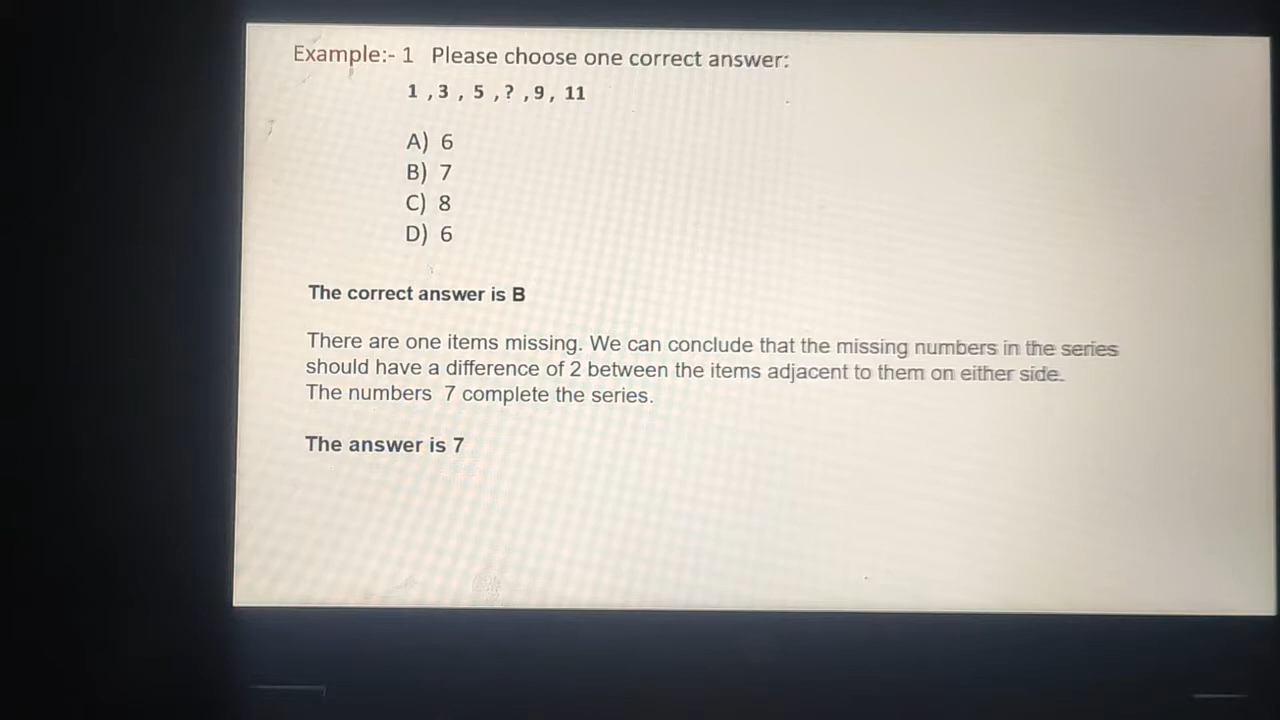 Example:- 1 Please choose one correct answer:
1 ,3 , 5 ,? ,9, 11
A) 6
B) 7
C) 8
D) 6
The correct answer is B
There are one items missing. We can conclude that the missing numbers in the series
should have a difference of 2 between the items adjacent to them on either side.
The numbers 7 complete the series.
The answer is 7